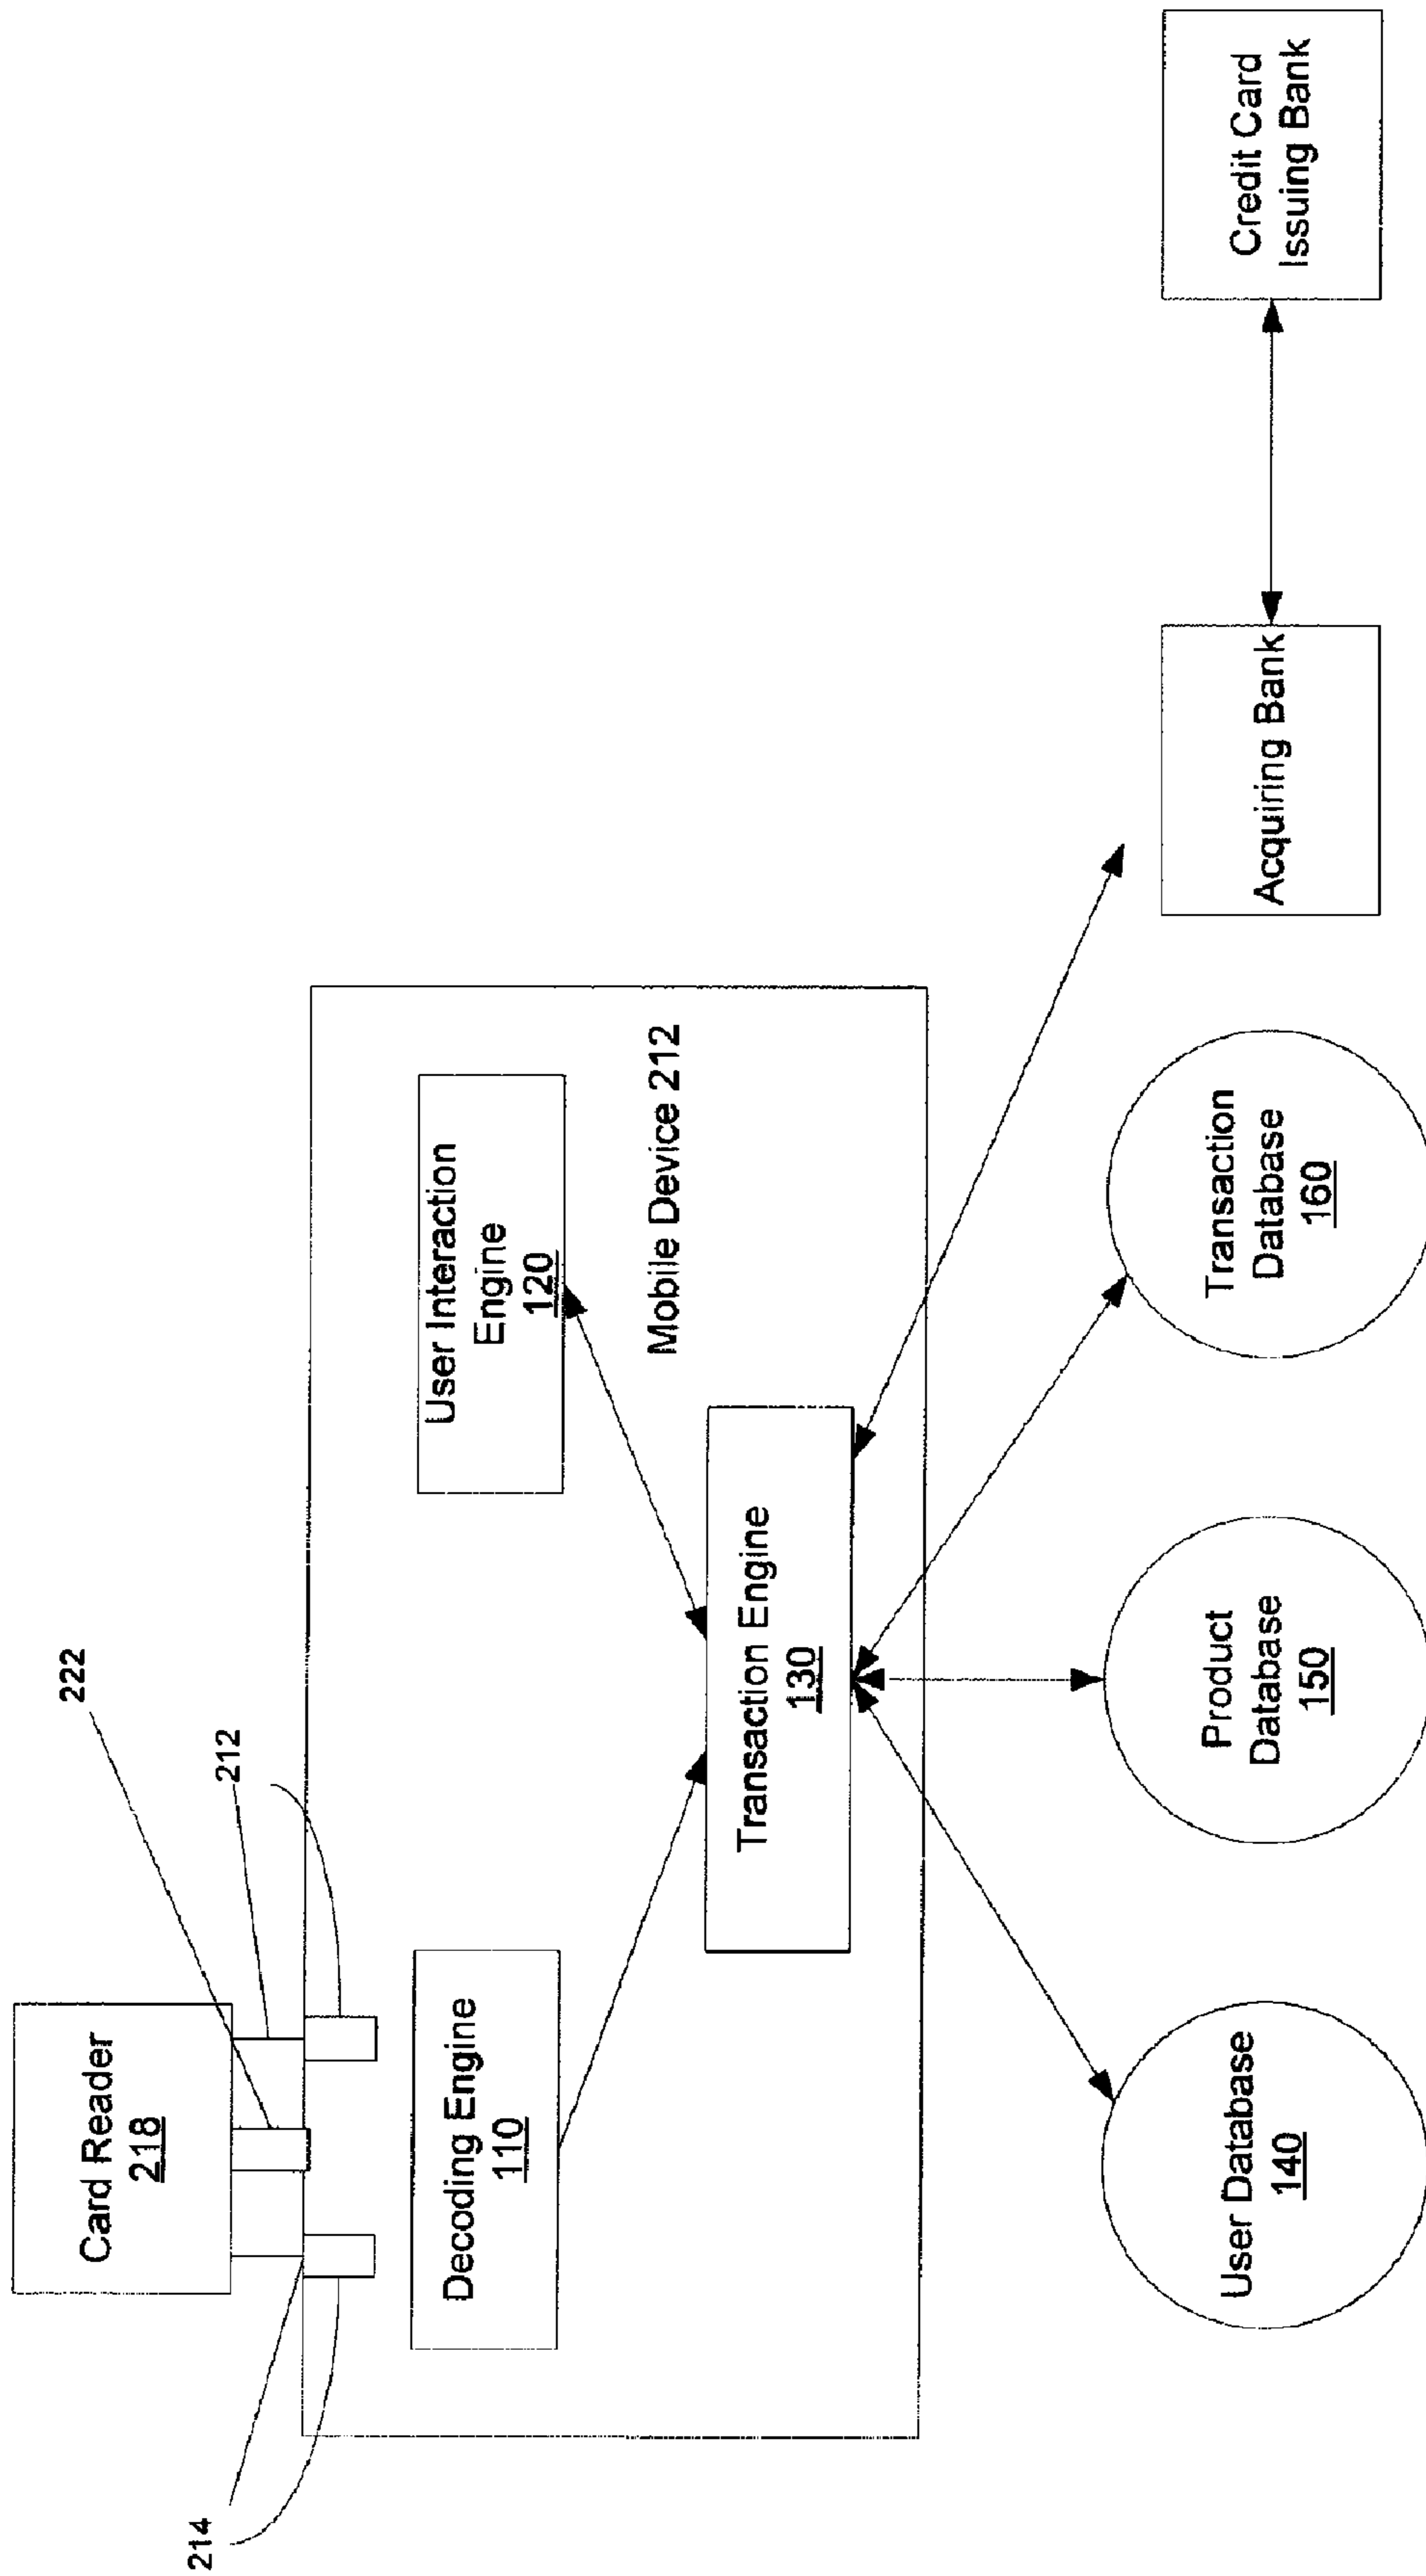 214
222
212
Card Reader
218
Decoding Engine
110
User Interaction
Engine
120
Mobile Device 212
Transaction Engine
130
User Database
140
Product
Database
150
Transaction
Database
160
Acquiring Bank
Credit Card
Issuing Bank